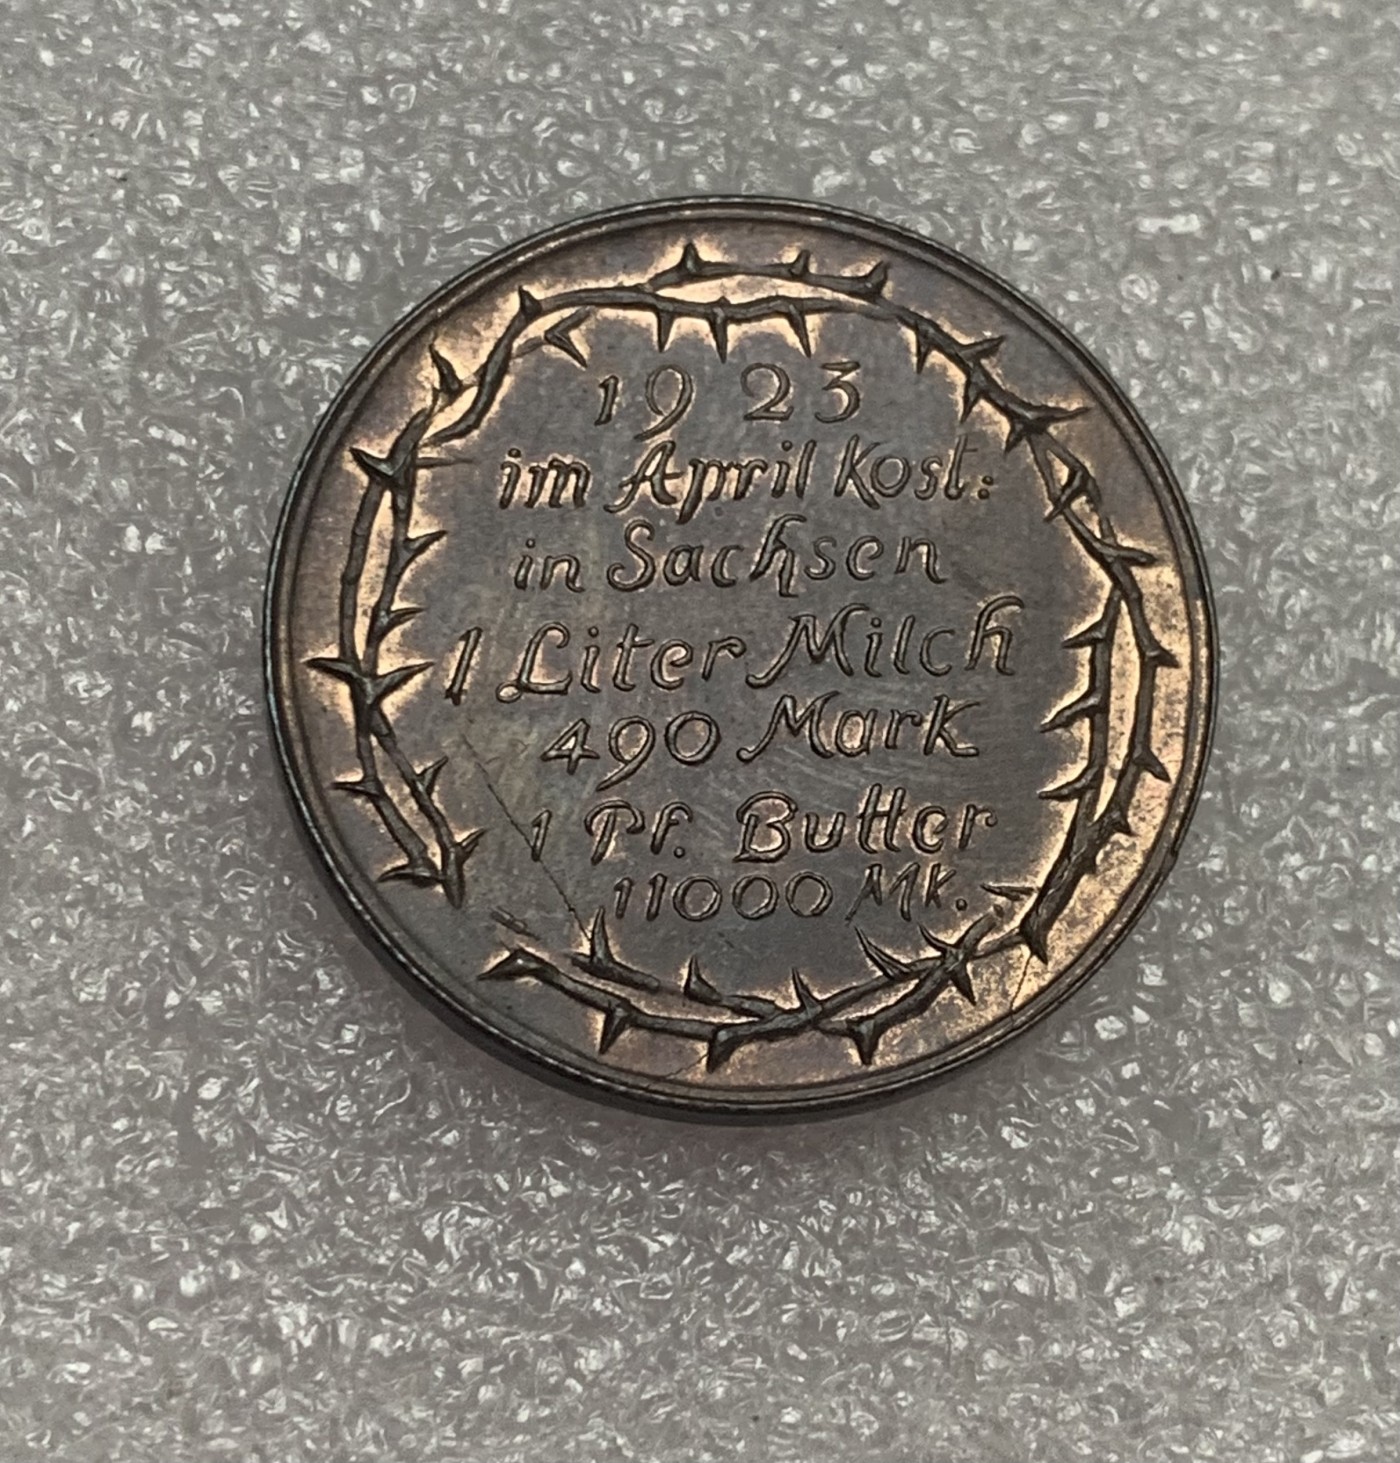 1923
im April Kost:
in Sachsen
1 Liter Milch
490 Mark
1 Pf. Butter
11000 Mk.